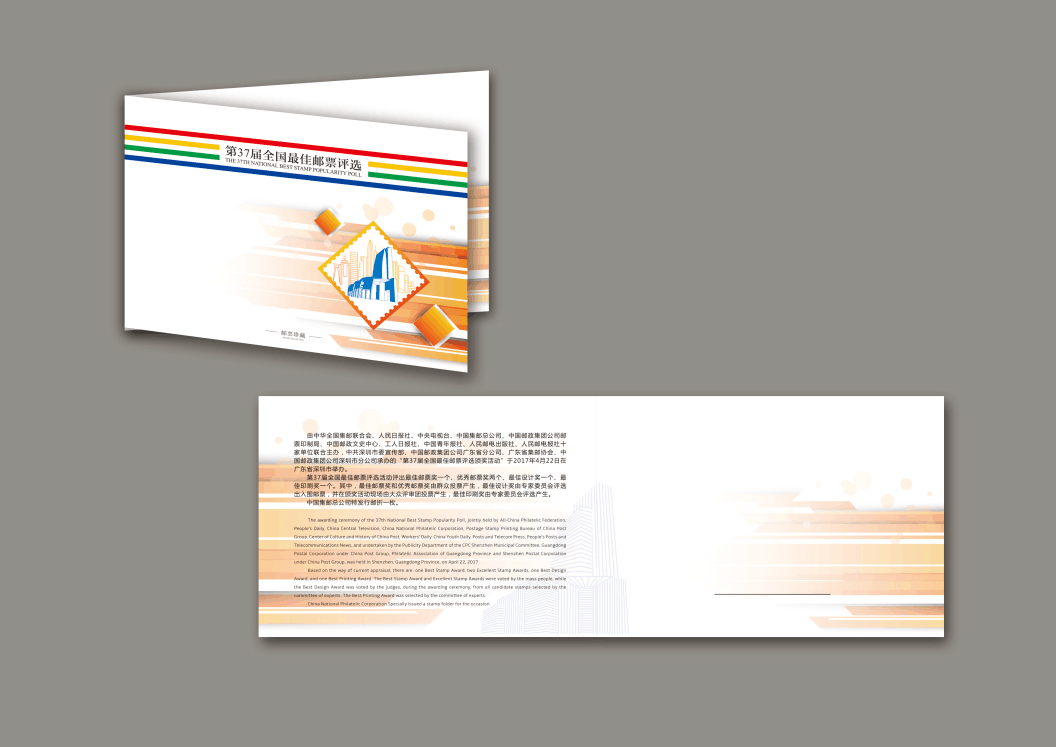 第37届全国最佳邮票评选
THE 37TH NATIONAL BEST STAMP POPULARITY POLL
邮票珍藏
由中华全国集邮联合会、人民日报社、中央电视台、中国集邮总公司、中国邮政集团公司邮
票印制局、中国邮政文史中心、工人日报社、中国青年报社、人民邮电出版社、人民邮电报社十
家单位联合主办，中共深圳市委宣传部、中国邮政集团公司广东省分公司、广东省集邮协会、中
国邮政集团公司深圳市分公司承办的“第37届全国最佳邮票评选颁奖活动”于2017年4月22日在
广东省深圳市举办。
第37届全国最佳邮票评选活动评出最佳邮票奖一个、优秀邮票奖两个、最佳设计奖一个、最
佳印刷奖一个。其中，最佳邮票奖和优秀邮票奖由群众投票产生，最佳设计奖由专家委员会评选
出入围邮票，并在颁奖活动现场由大众评审团投票产生，最佳印刷奖由专家委员会评选产生。
中国集邮总公司特发行邮折一枚。
The awarding ceremony of the 37th National Best Stamp Popularity Poll, jointly held by All-China Philatelic Federation,
People's Daily, China Central Television, China National Philatelic Corporation, Postage Stamp Printing Bureau of China Post
Group, Center of Culture and History of China Post, Workers' Daily, China Youth Daily, Posts and Telecom Press, People's Posts and
Telecommunications News, and undertaken by the Publicity Department of the CPC Shenzhen Municipal Committee, Guangdong
Postal Corporation under China Post Group, Philatelic Association of Guangdong Province and Shenzhen Postal Corporation
under China Post Group, was held in Shenzhen, Guangdong Province, on April 22, 2017.
Based on the way of current appraisal, there are: one Best Stamp Award, two Excellent Stamp Awards, one Best Design
Award, and one Best Printing Award. The Best Stamp Award and Excellent Stamp Awards were voted by the mass people, while
the Best Design Award was voted by the judges, during the awarding ceremony, from all candidate stamps selected by the
committee of experts. The Best Printing Award was selected by the committee of experts.
China National Philatelic Corporation Specially issued a stamp folder for the occasion.